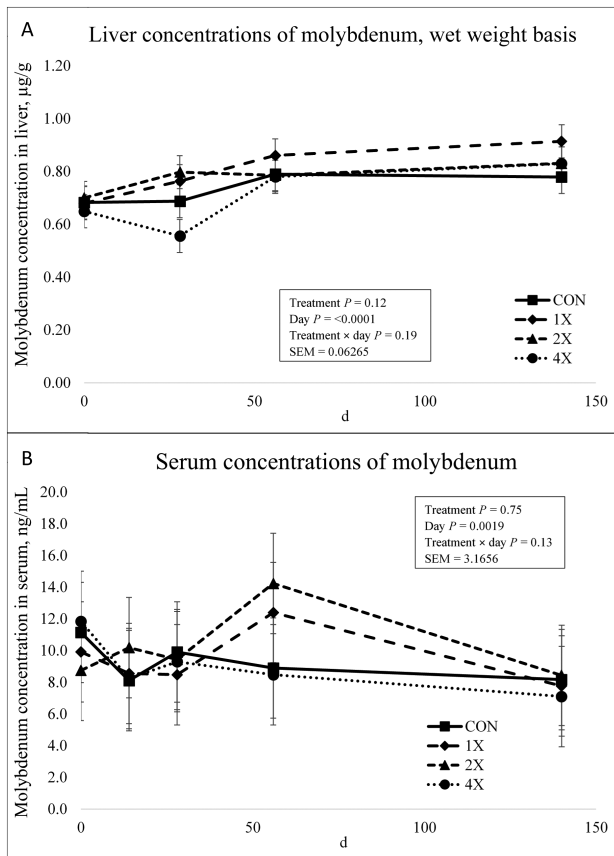 A
Liver concentrations of molybdenum, wet weight basis
Molybdenum concentration in liver, µg/g
1.20
1.00
0.80
0.60
0.40
0.20
0.00
Treatment P = 0.12
Day P = <0.0001
Treatment × day P = 0.19
SEM = 0.06265
CON
1X
2X
4X
0
50
100
150
d
B
Serum concentrations of molybdenum
Molybdenum concentration in serum, ng/mL
20.0
18.0
16.0
14.0
12.0
10.0
8.0
6.0
4.0
2.0
0.0
Treatment P = 0.75
Day P = 0.0019
Treatment × day P = 0.13
SEM = 3.1656
CON
1X
2X
4X
0
50
100
150
d